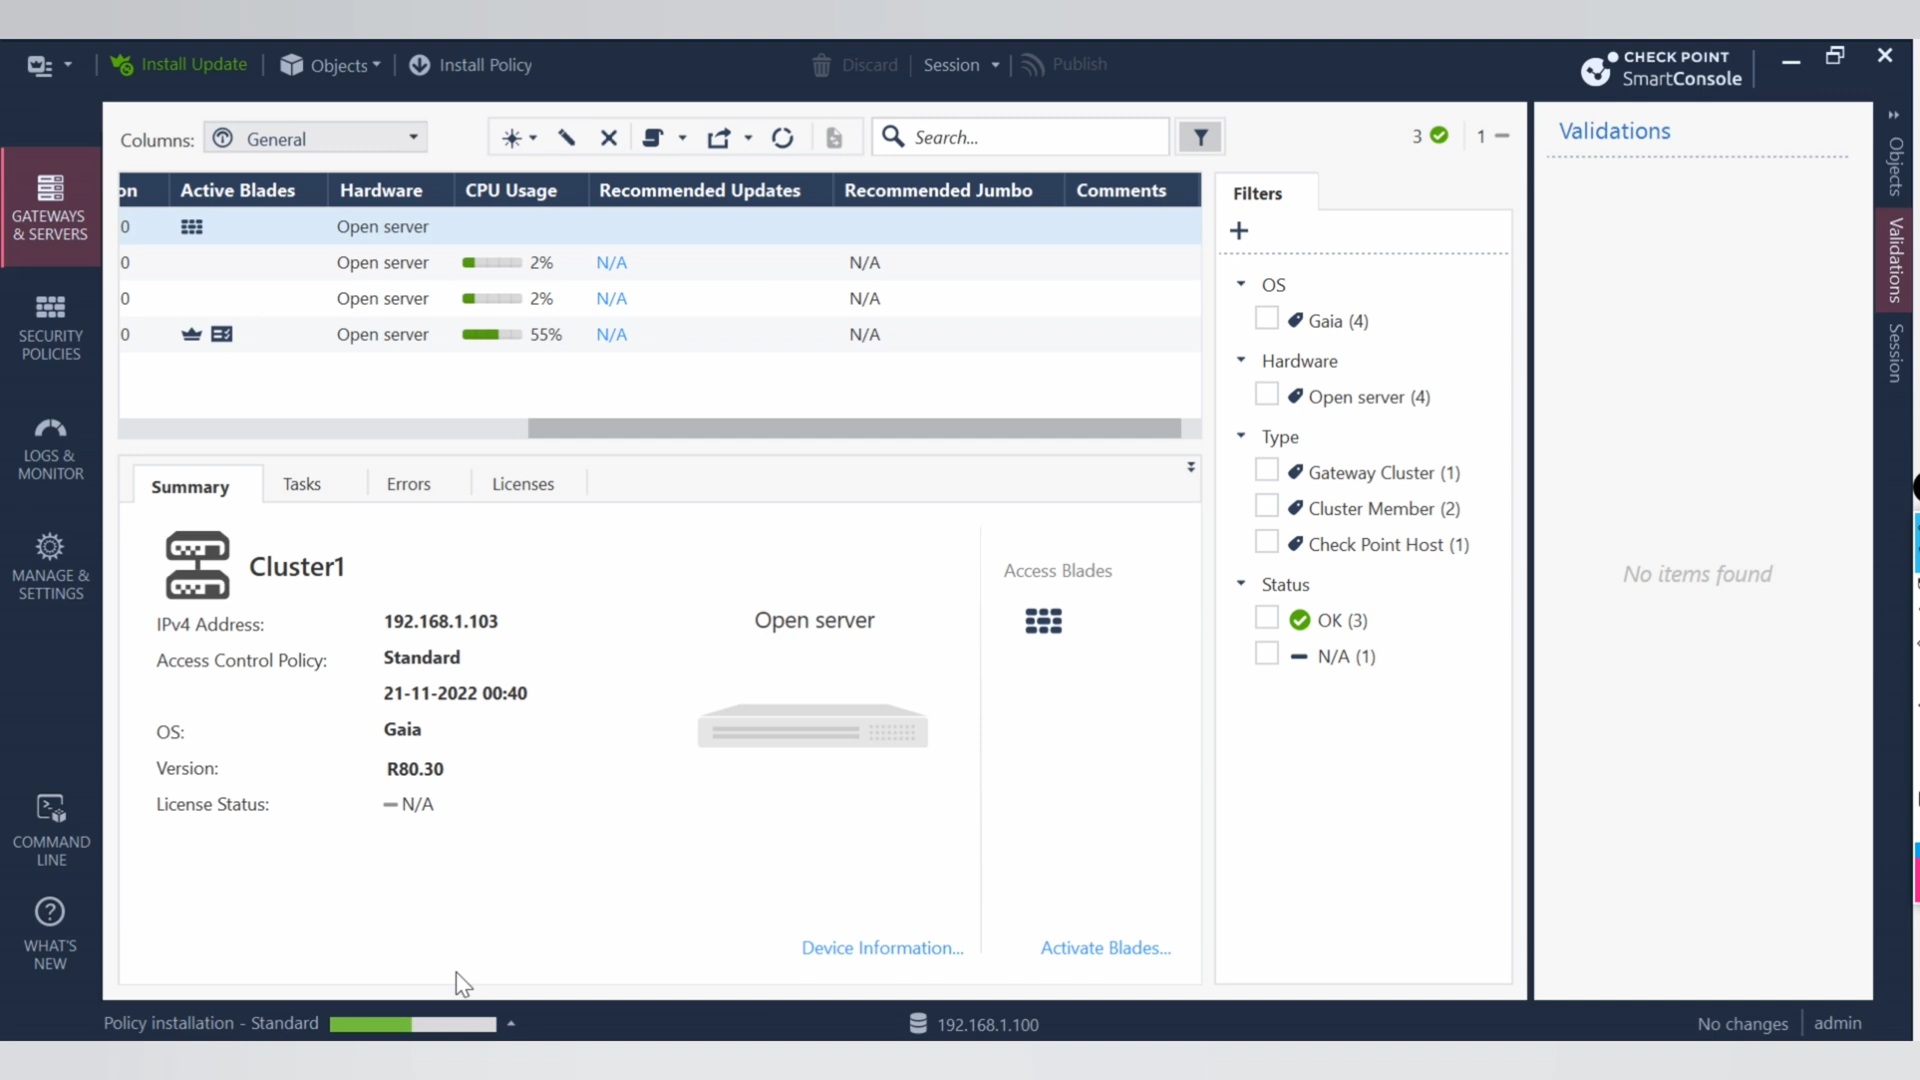 Install Update
Objects
Install Policy
Discard
Session
Publish
CHECK POINT
SmartConsole
GATEWAYS
& SERVERS
SECURITY
POLICIES
LOGS &
MONITOR
MANAGE &
SETTINGS
COMMAND
LINE
WHAT'S
NEW
Columns: General
Search...
3
1
on Active Blades Hardware CPU Usage Recommended Updates Recommended Jumbo Comments
0 Open server
0 Open server 2% N/A N/A
0 Open server 2% N/A N/A
0 Open server 55% N/A N/A
Summary Tasks Errors Licenses
Cluster1
IPv4 Address: 192.168.1.103
Access Control Policy: Standard
21-11-2022 00:40
OS: Gaia
Version: R80.30
License Status: N/A
Open server
Device Information...
Access Blades
Activate Blades...
Filters
OS
Gaia (4)
Hardware
Open server (4)
Type
Gateway Cluster (1)
Cluster Member (2)
Check Point Host (1)
Status
OK (3)
N/A (1)
Validations
No items found
Objects
Validations
Session
Policy installation - Standard
192.168.1.100
No changes
admin